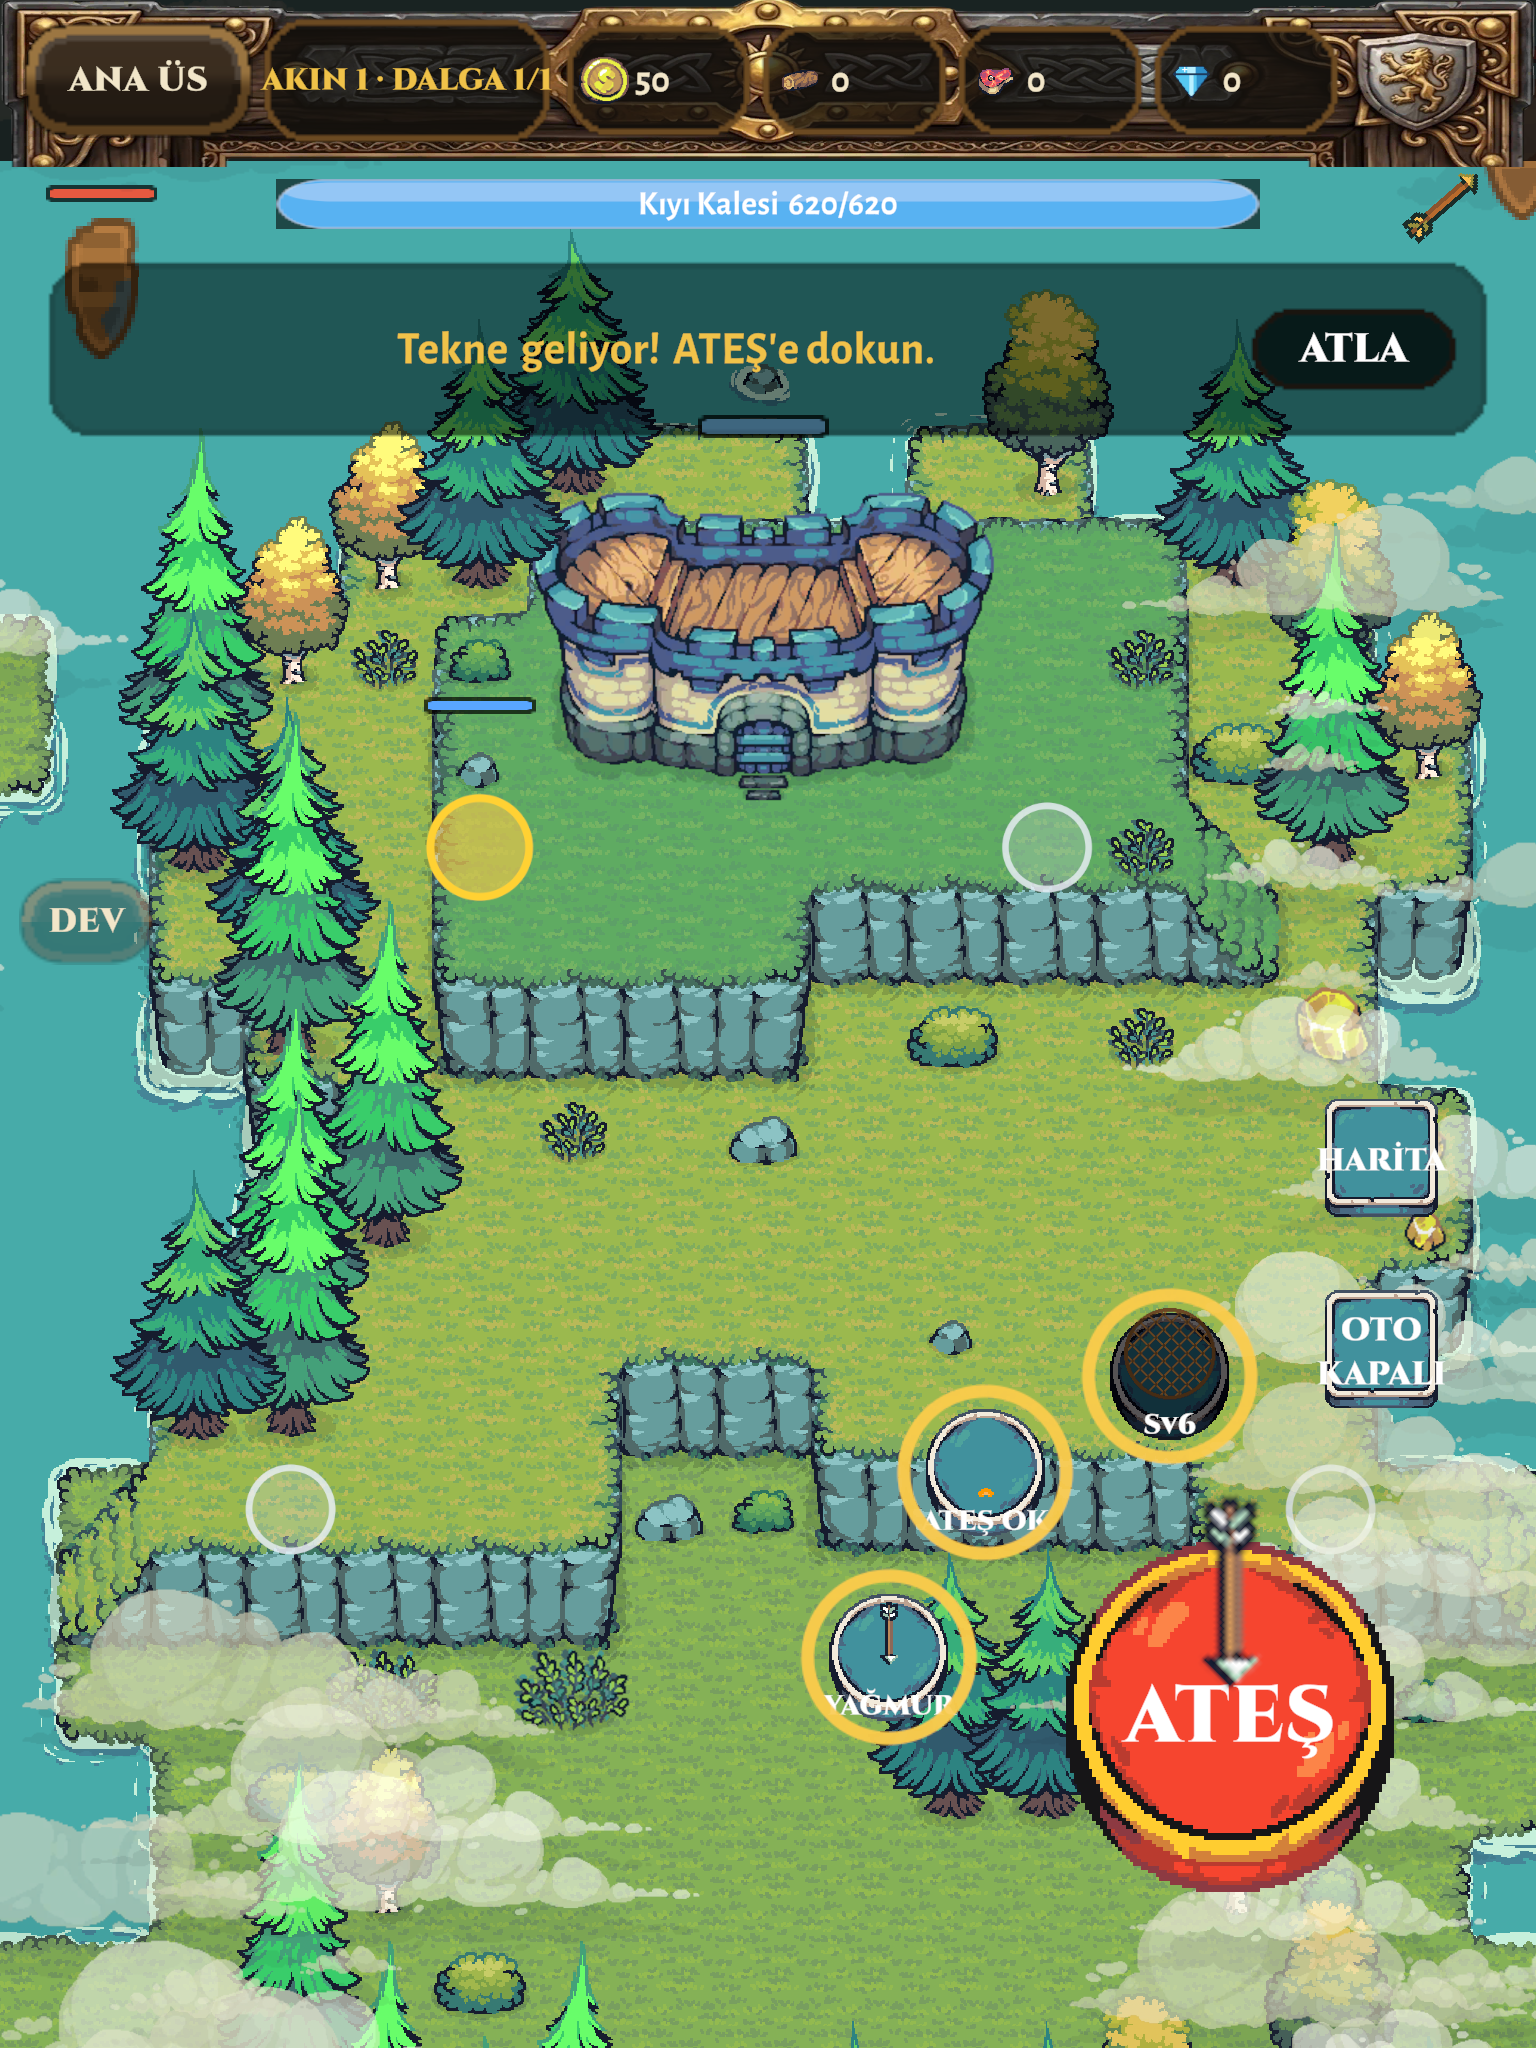 ANA ÜS
AKIN 1 · DALGA 1/1
50
0
0
0
Kıyı Kalesi 620/620
Tekne geliyor! ATEŞ'e dokun.
ATLA
DEV
HARİTA
OTO
KAPALI
Sv6
ATEŞ OK
YAĞMUR
ATEŞ